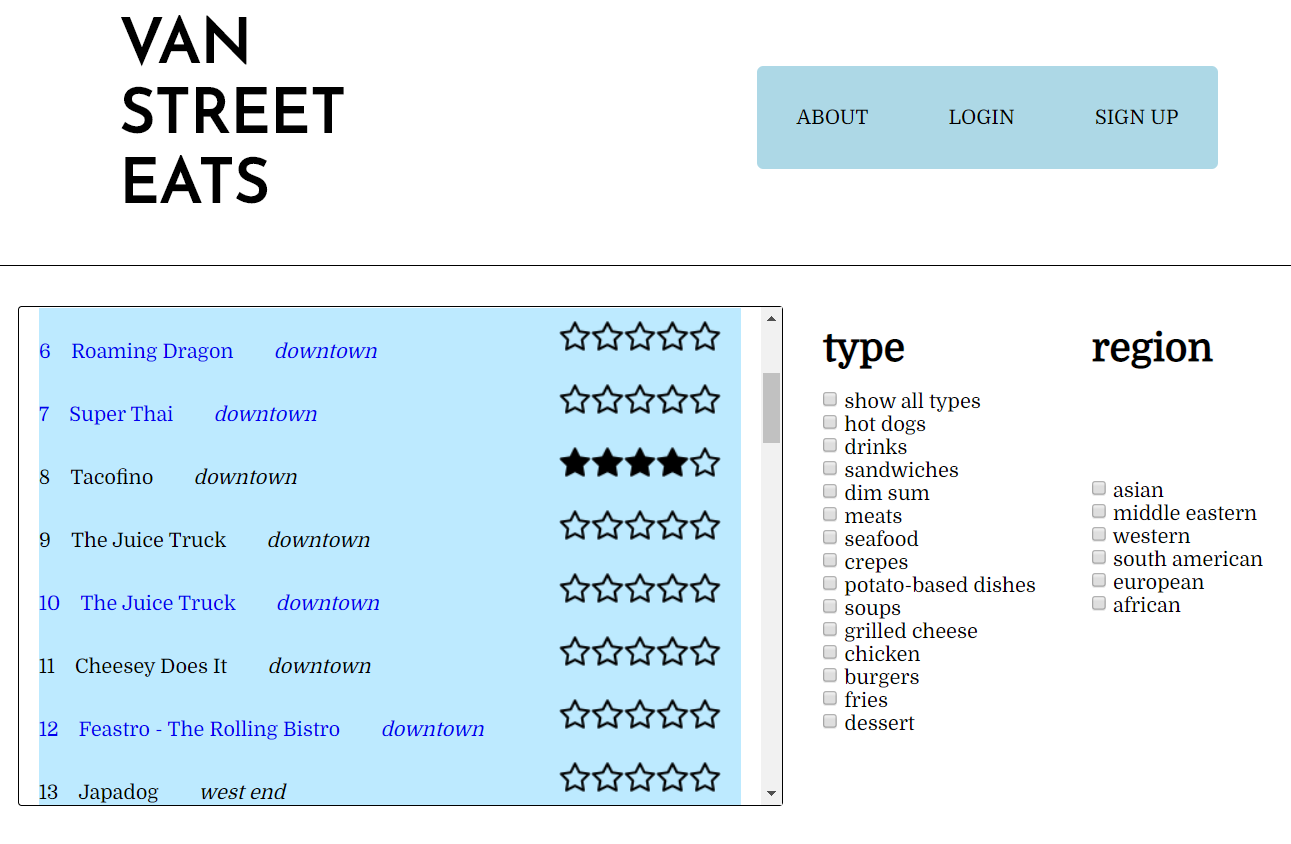 VAN
STREET
EATS
ABOUT LOGIN SIGN UP
6 Roaming Dragon downtown
7 Super Thai downtown
8 Tacofino downtown
9 The Juice Truck downtown
10 The Juice Truck downtown
11 Cheesey Does It downtown
12 Feastro - The Rolling Bistro downtown
13 Japadog west end
type
show all types
hot dogs
drinks
sandwiches
dim sum
meats
seafood
crepes
potato-based dishes
soups
grilled cheese
chicken
burgers
fries
dessert
region
asian
middle eastern
western
south american
european
african